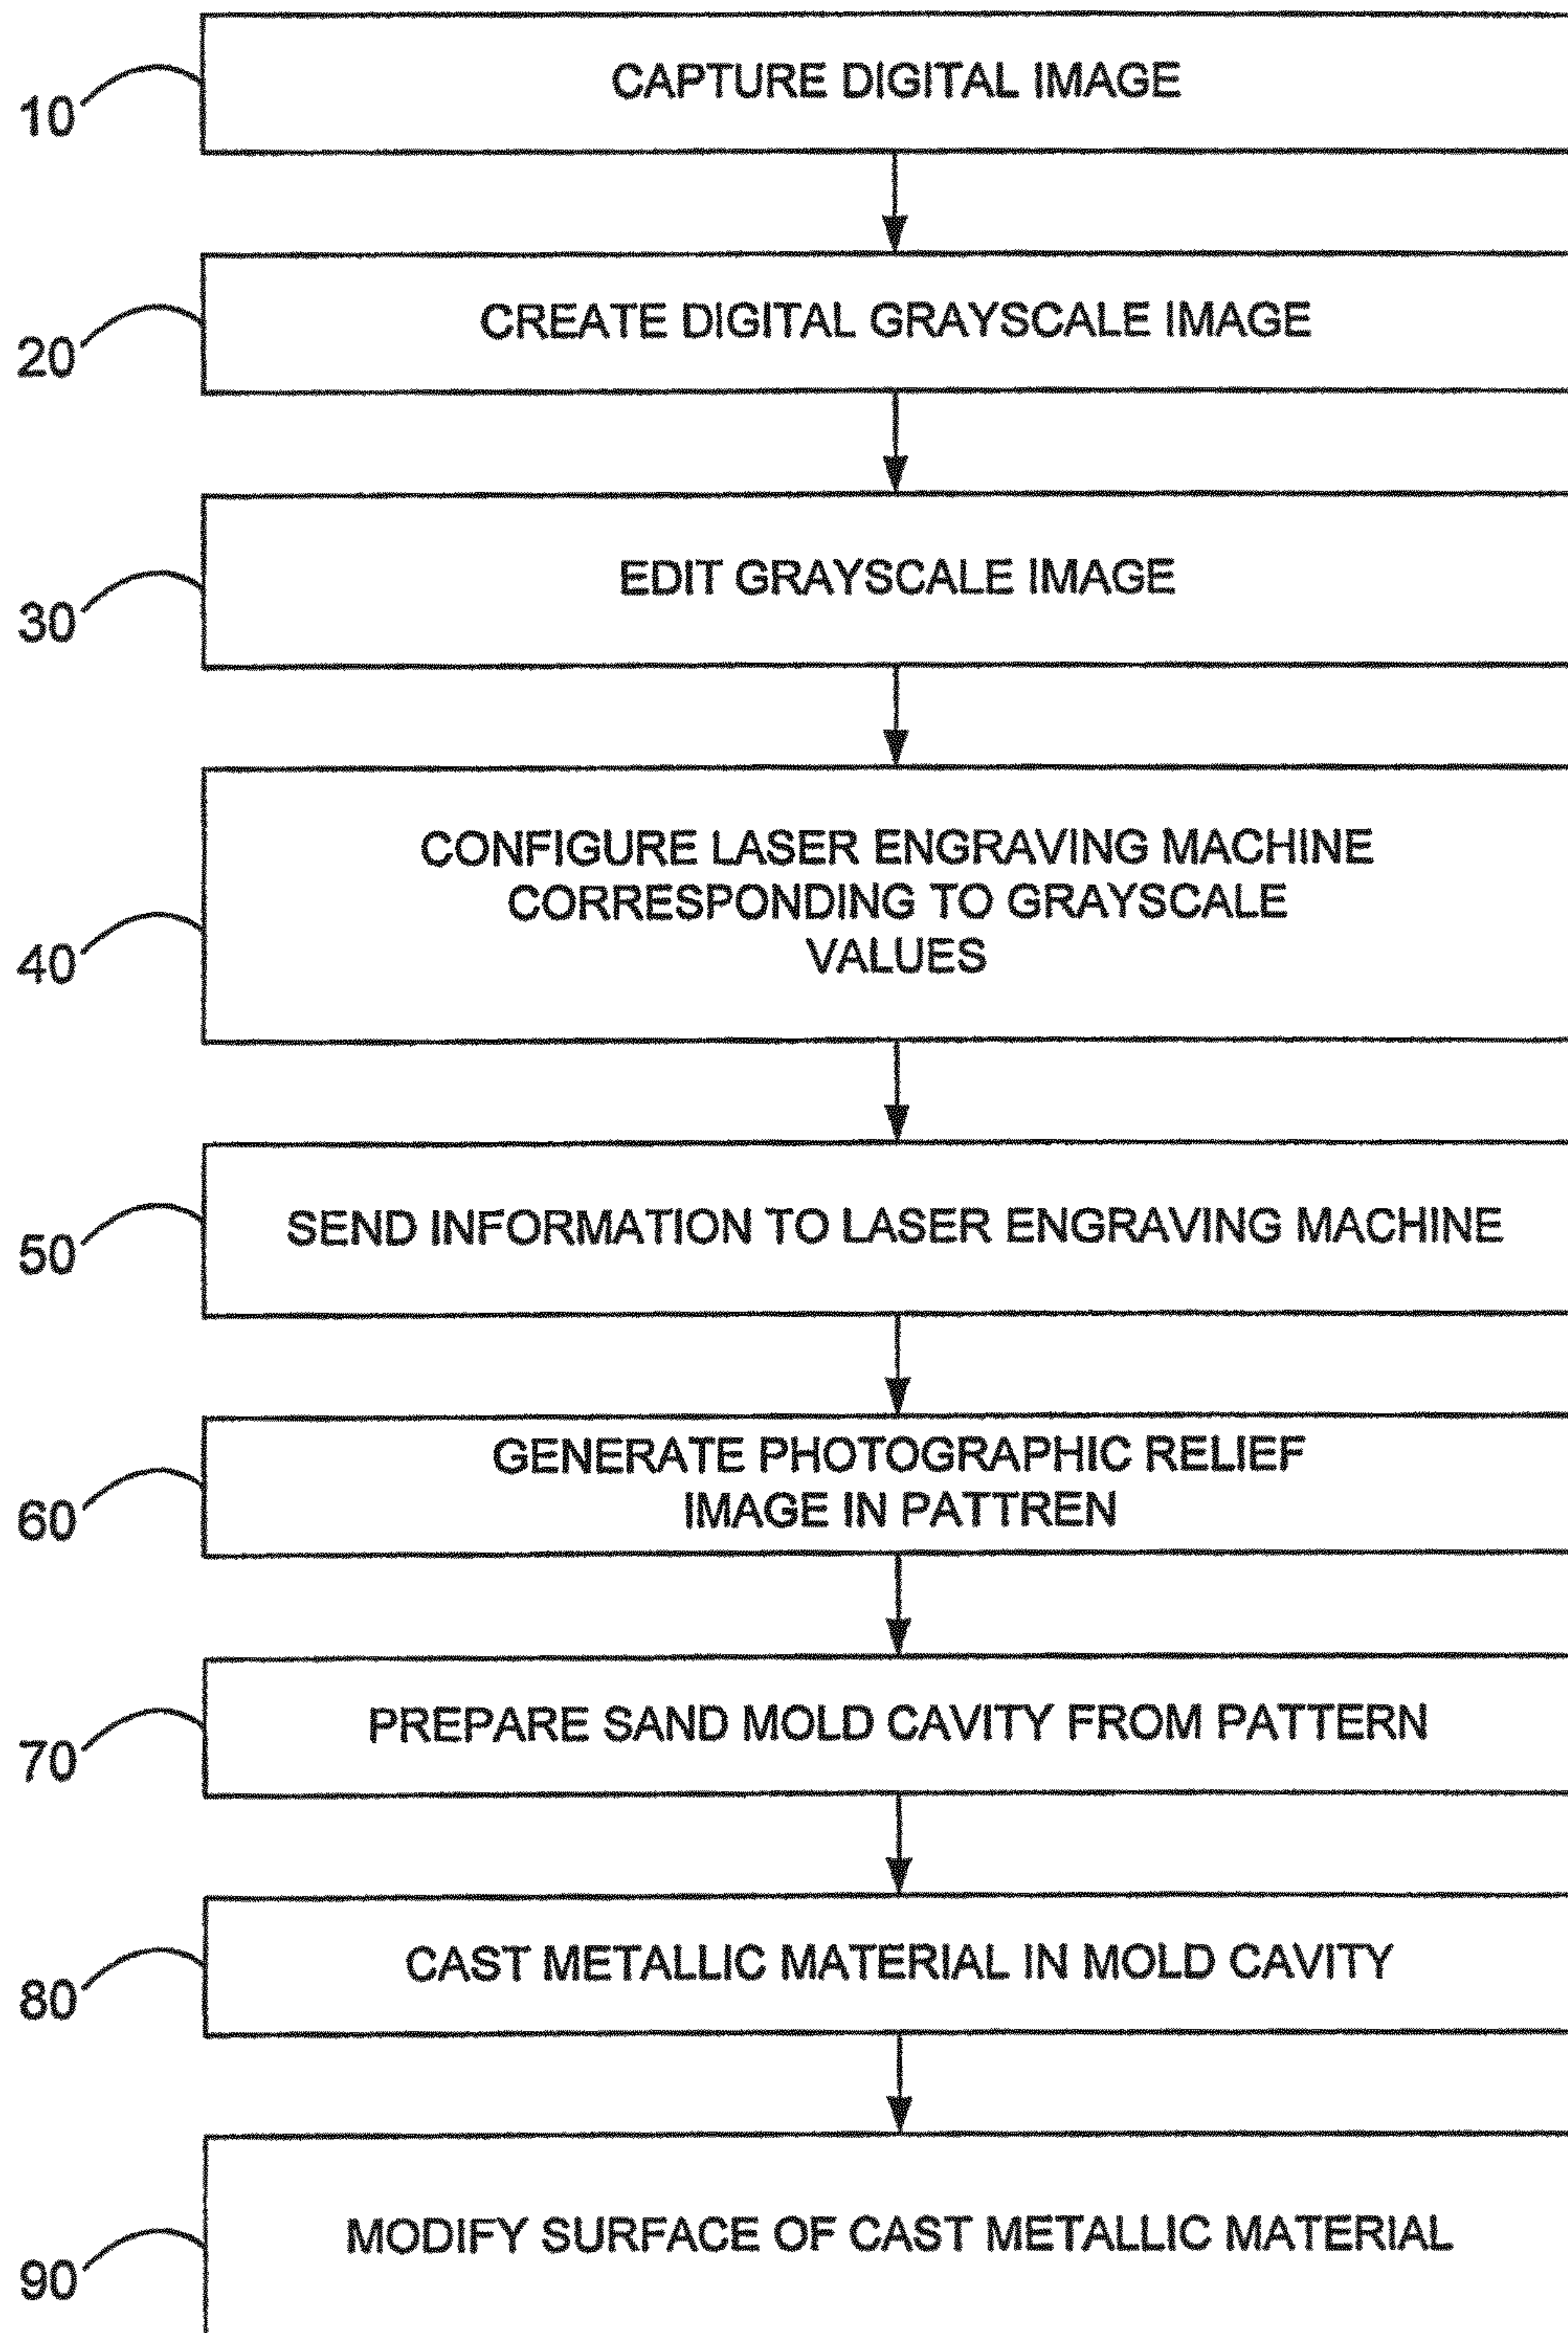 10
CAPTURE DIGITAL IMAGE
20
CREATE DIGITAL GRAYSCALE IMAGE
30
EDIT GRAYSCALE IMAGE
40
CONFIGURE LASER ENGRAVING MACHINE
CORRESPONDING TO GRAYSCALE
VALUES
50
SEND INFORMATION TO LASER ENGRAVING MACHINE
60
GENERATE PHOTOGRAPHIC RELIEF
IMAGE IN PATTREN
70
PREPARE SAND MOLD CAVITY FROM PATTERN
80
CAST METALLIC MATERIAL IN MOLD CAVITY
90
MODIFY SURFACE OF CAST METALLIC MATERIAL